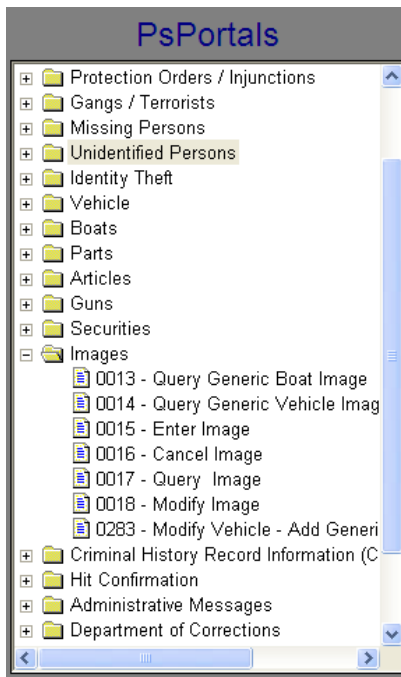 PsPortals
Protection Orders / Injunctions
Gangs / Terrorists
Missing Persons
Unidentified Persons
Identity Theft
Vehicle
Boats
Parts
Articles
Guns
Securities
Images
0013 - Query Generic Boat Image
0014 - Query Generic Vehicle Imag
0015 - Enter Image
0016 - Cancel Image
0017 - Query  Image
0018 - Modify Image
0283 - Modify Vehicle - Add Generi
Criminal History Record Information (C
Hit Confirmation
Administrative Messages
Department of Corrections